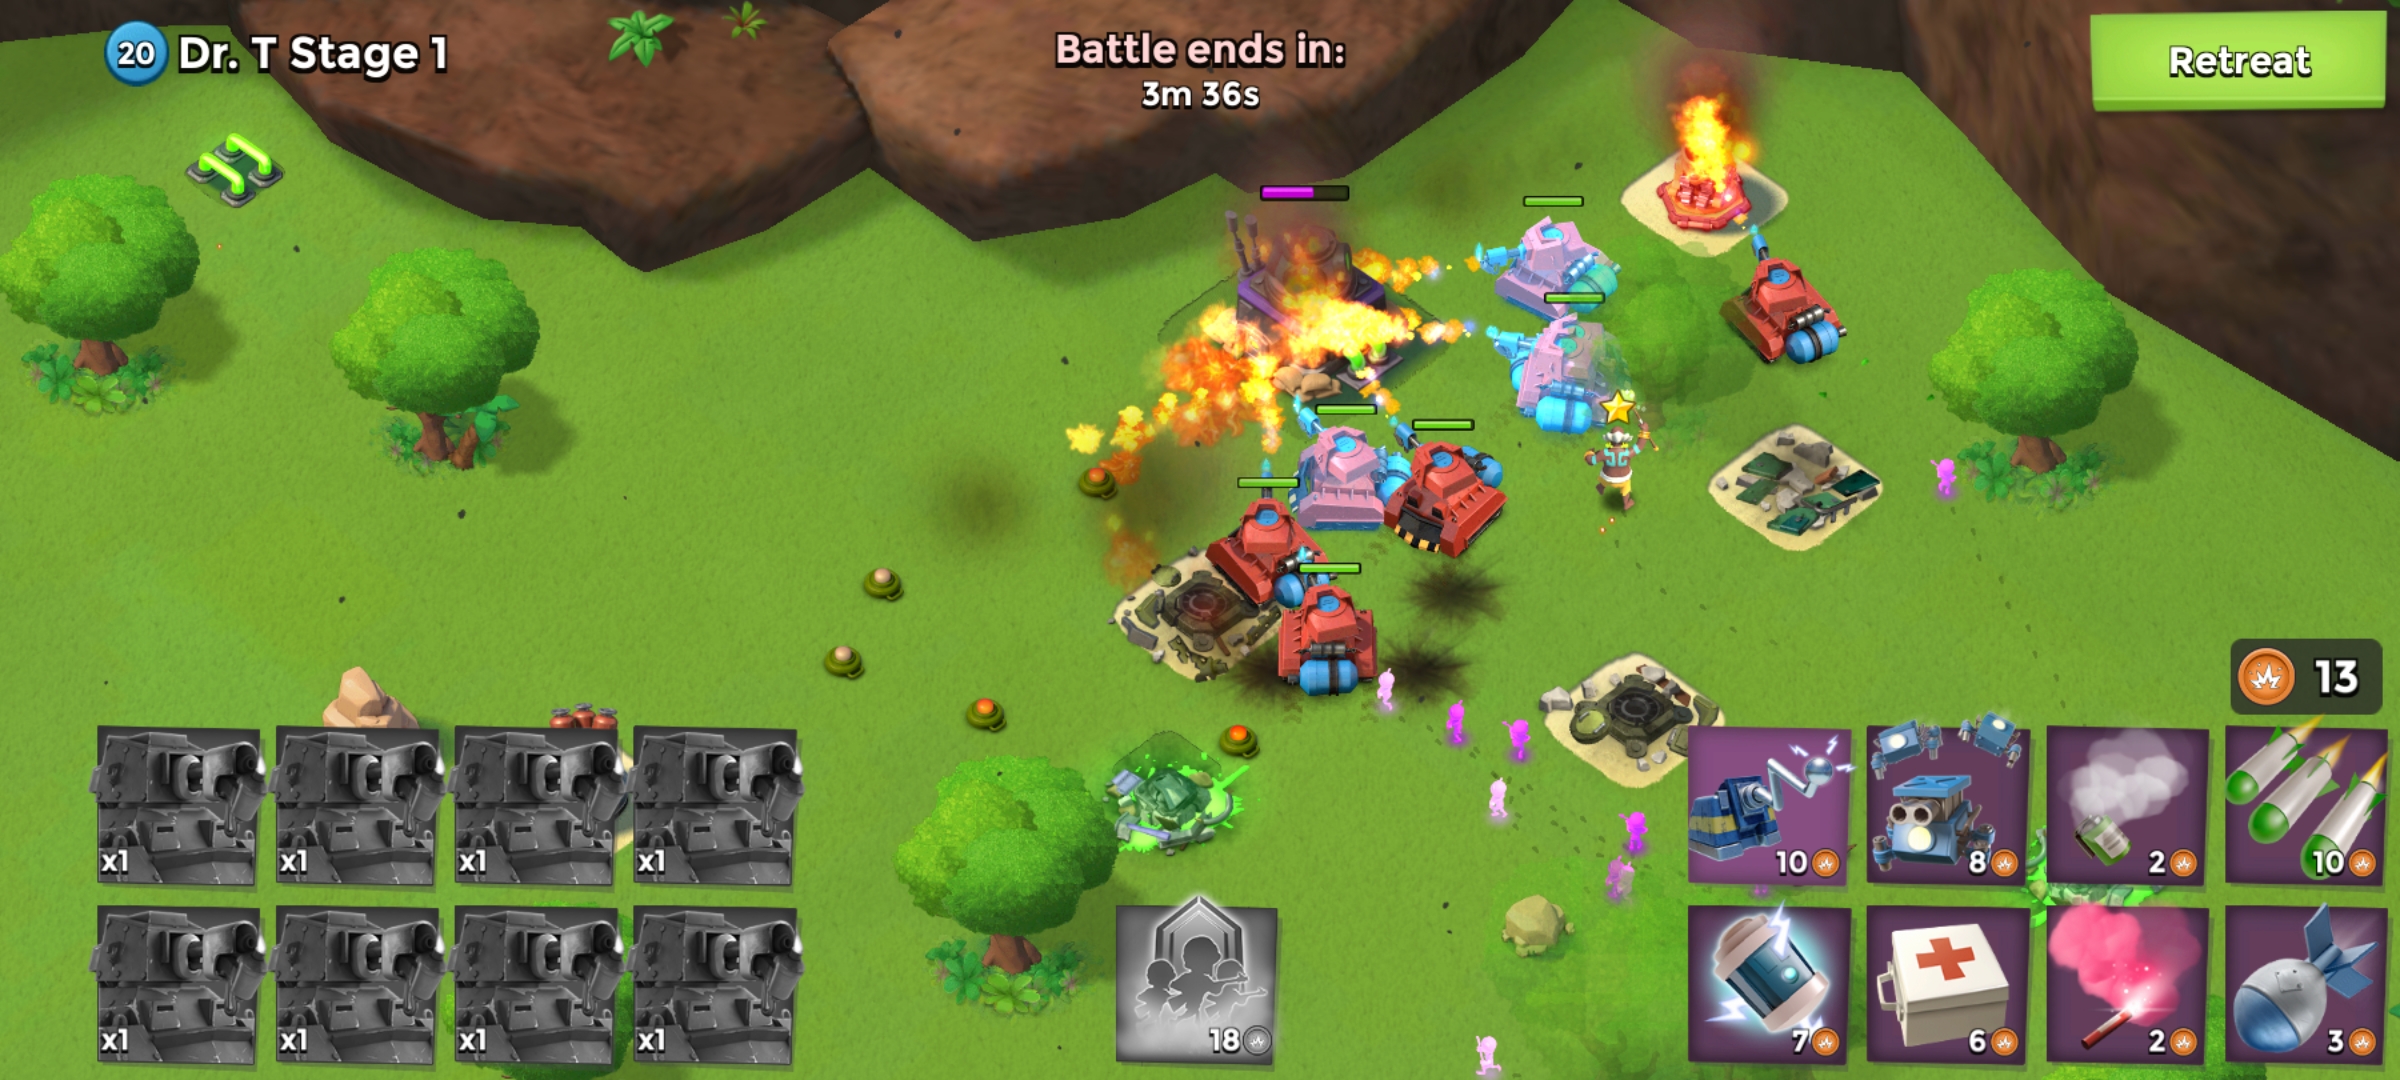 20 Dr. T Stage 1
Battle ends in:
3m 36s
Retreat
13
x1 x1 x1 x1
10 8 2 10
x1 x1 x1 x1
18
7 6 2 3